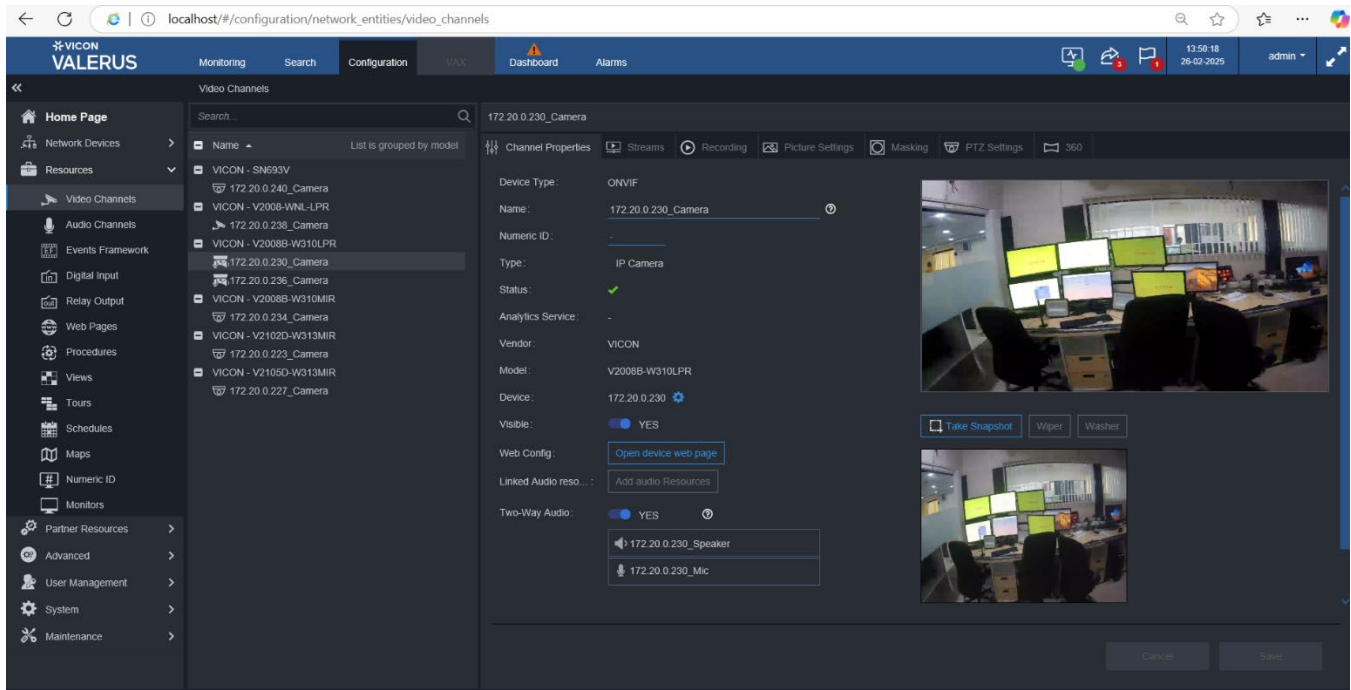 localhost/#/configuration/network_entities/video_channels
VICON
VALERUS
Monitoring
Search
Configuration
VAX
Dashboard
Alarms
3
1
13:50:18
26-02-2025
admin
Video Channels
Home Page
Network Devices
Resources
Video Channels
Audio Channels
EF
Events Framework
in
Digital Input
out
Relay Output
www
Web Pages
Procedures
Views
Tours
Schedules
Maps
#
Numeric ID
Monitors
Partner Resources
Advanced
User Management
System
Maintenance
Search...
Name
List is grouped by model
VICON - SN693V
172.20.0.240_Camera
VICON - V2008-WNL-LPR
172.20.0.238_Camera
VICON - V2008B-W310LPR
172.20.0.230_Camera
172.20.0.236_Camera
VICON - V2008B-W310MIR
172.20.0.234_Camera
VICON - V2102D-W313MIR
172.20.0.223_Camera
VICON - V2105D-W313MIR
172.20.0.227_Camera
172.20.0.230_Camera
Channel Properties
Streams
Recording
Picture Settings
Masking
PTZ Settings
360
Device Type: ONVIF
Name: 172.20.0.230_Camera
Numeric ID: -
Type: IP Camera
Status:
Analytics Service: -
Vendor: VICON
Model: V2008B-W310LPR
Device: 172.20.0.230
Visible: YES
Web Config: Open device web page
Linked Audio reso... : Add audio Resources
Two-Way Audio: YES
172.20.0.230_Speaker
172.20.0.230_Mic
Take Snapshot
Wiper
Washer
Cancel
Save